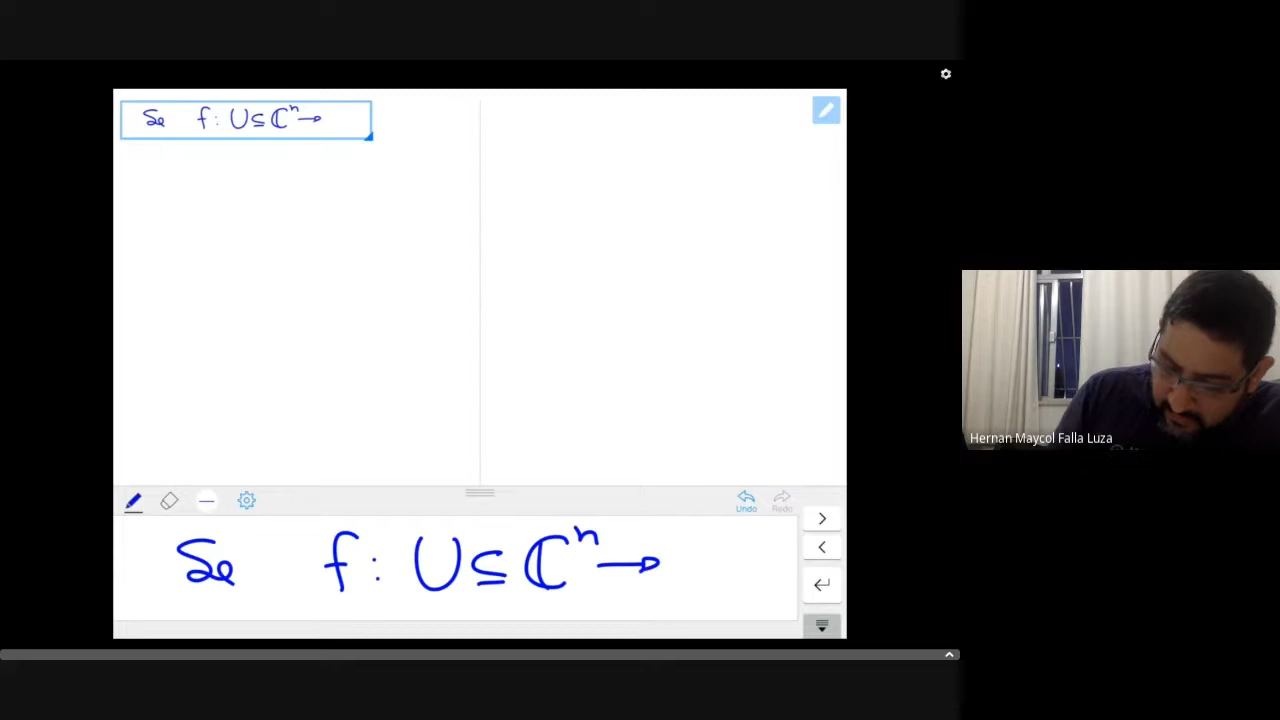 Se f: U ⊆ ℂⁿ →
Undo Redo
Se f: U ⊆ ℂⁿ →
Hernan Maycol Falla Luza